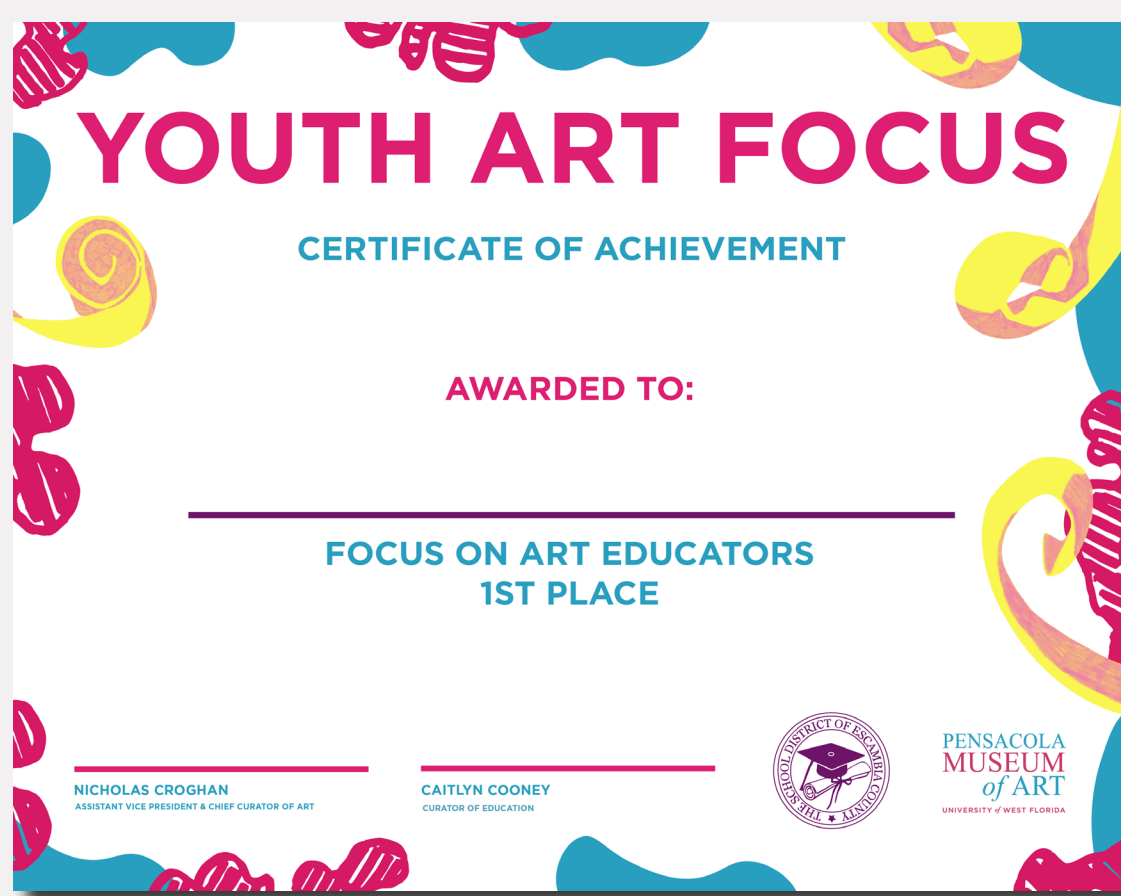 YOUTH ART FOCUS
CERTIFICATE OF ACHIEVEMENT
AWARDED TO:
FOCUS ON ART EDUCATORS
1ST PLACE
NICHOLAS CROGHAN
ASSISTANT VICE PRESIDENT & CHIEF CURATOR OF ART
CAITLYN COONEY
CURATOR OF EDUCATION
THE SCHOOL DISTRICT OF ESCAMBIA COUNTY
PENSACOLA
MUSEUM
of ART
UNIVERSITY of WEST FLORIDA